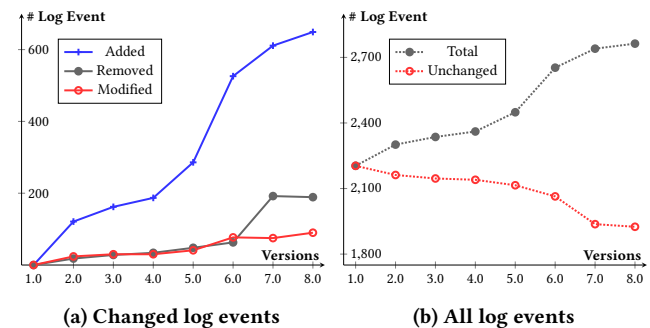 # Log Event
600
400
200
Added
Removed
Modified
Versions
1.0 2.0 3.0 4.0 5.0 6.0 7.0 8.0
(a) Changed log events
# Log Event
2,700
2,400
2,100
1,800
Total
Unchanged
Versions
1.0 2.0 3.0 4.0 5.0 6.0 7.0 8.0
(b) All log events